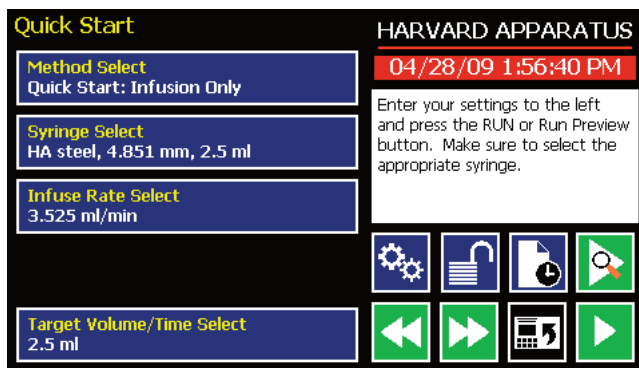 Quick Start
Method Select
Quick Start: Infusion Only
Syringe Select
HA steel, 4.851 mm, 2.5 ml
Infuse Rate Select
3.525 ml/min
Target Volume/Time Select
2.5 ml
HARVARD APPARATUS
04/28/09 1:56:40 PM
Enter your settings to the left
and press the RUN or Run Preview
button. Make sure to select the
appropriate syringe.